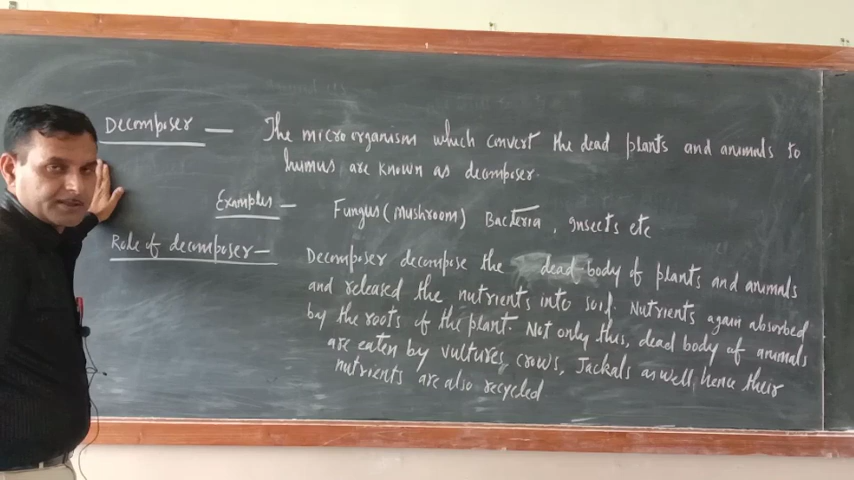 Decomposer — The microorganism which convert the dead plants and animals to
humus are known as decomposer.
Examples – Fungus (Mushroom) Bacteria, Insects etc
Role of decomposer – Decomposer decompose the dead body of plants and animals
and released the nutrients into soil. Nutrients again absorbed
by the roots of the plant. Not only this, dead body of animals
are eaten by vultures, crows, Jackals as well, hence their
nutrients are also recycled